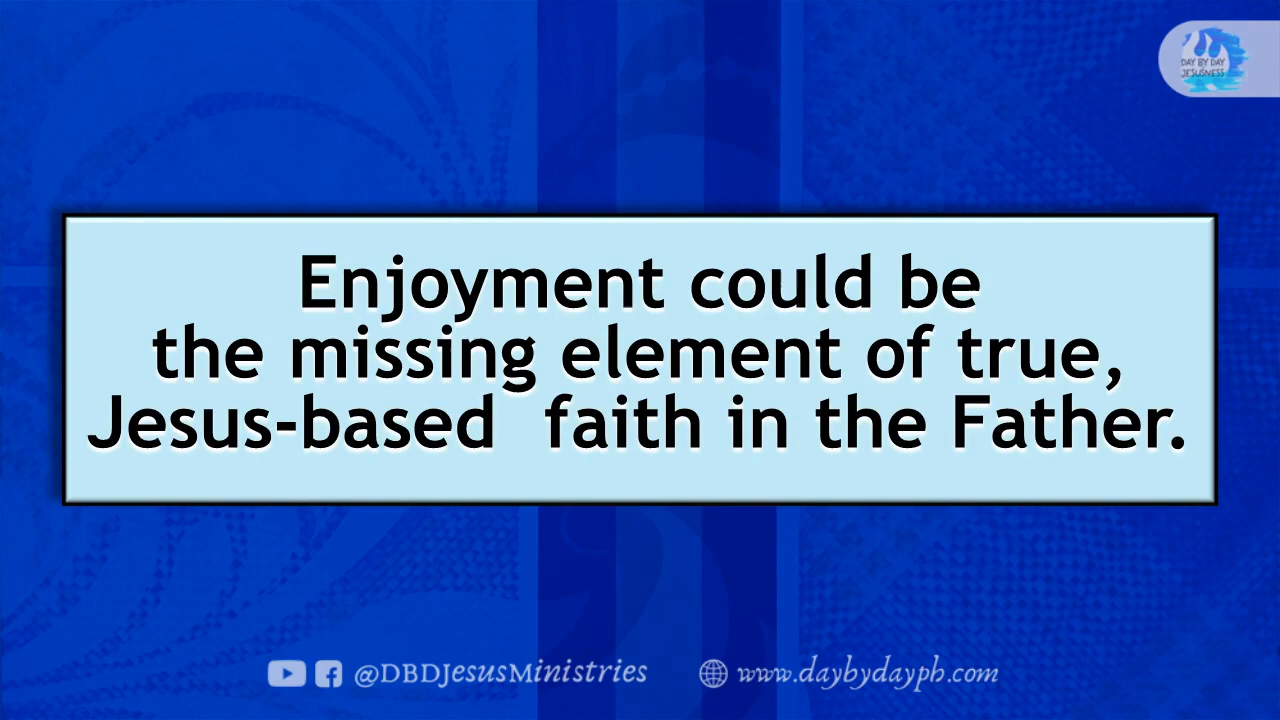 DAY BY DAY
JESUSNESS
Enjoyment could be
the missing element of true,
Jesus-based  faith in the Father.
@DBDJesusMinistries
www.daybydayph.com